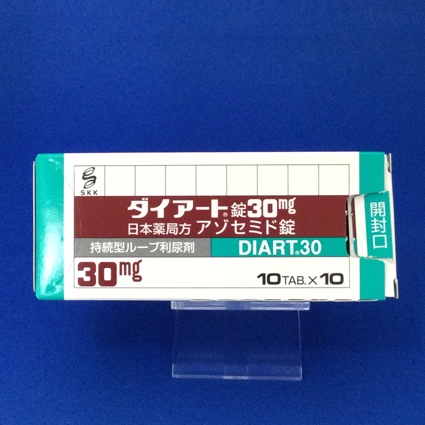 SKK
ダイアート®錠30mg
日本薬局方 アゾセミド錠
持続型ループ利尿剤 DIART®30
30mg 10TAB.×10
開封口